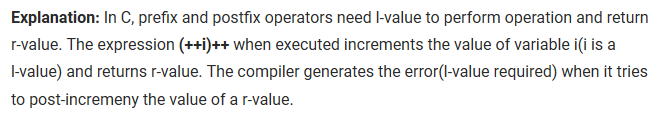 Explanation: In C, prefix and postfix operators need l-value to perform operation and return
r-value. The expression (++i)++ when executed increments the value of variable i(i is a
l-value) and returns r-value. The compiler generates the error(l-value required) when it tries
to post-incremeny the value of a r-value.